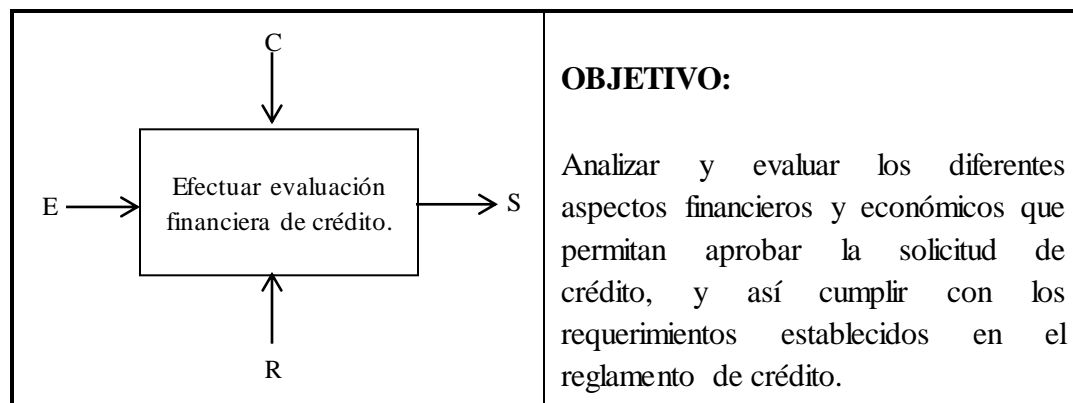 C
E
Efectuar evaluación
financiera de crédito.
S
R
OBJETIVO:
Analizar y evaluar los diferentes
aspectos financieros y económicos que
permitan aprobar la solicitud de
crédito, y así cumplir con los
requerimientos establecidos en el
reglamento de crédito.